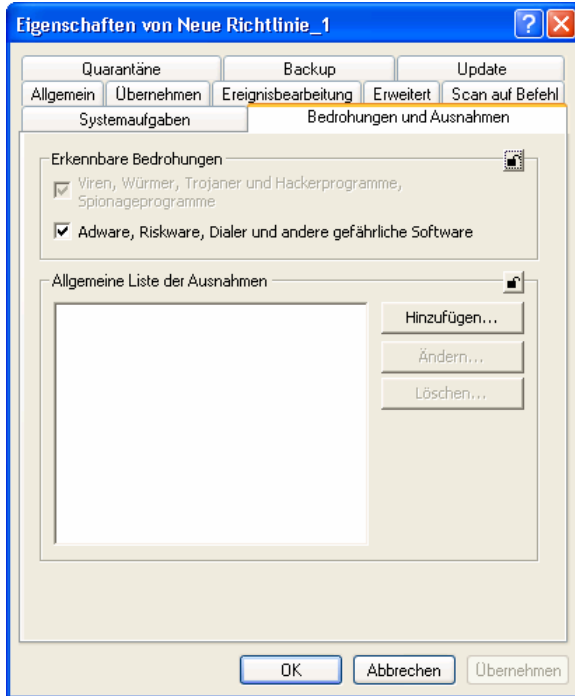 Eigenschaften von Neue Richtlinie_1
Quarantäne Backup Update
Allgemein Übernehmen Ereignisbearbeitung Erweitert Scan auf Befehl
Systemaufgaben Bedrohungen und Ausnahmen
Erkennbare Bedrohungen
Viren, Würmer, Trojaner und Hackerprogramme,
Spionageprogramme
Adware, Riskware, Dialer und andere gefährliche Software
Allgemeine Liste der Ausnahmen
Hinzufügen...
Ändern...
Löschen...
OK Abbrechen Übernehmen